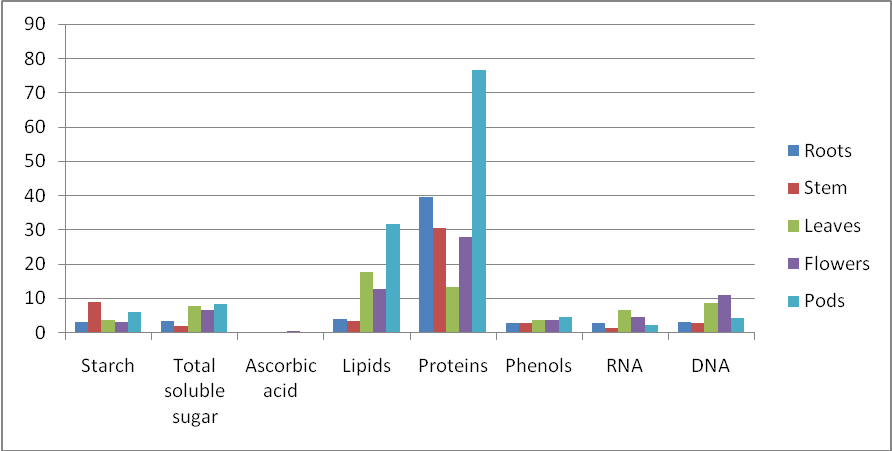 90
80
70
60
50
40
30
20
10
0
Starch
Total
soluble
sugar
Ascorbic
acid
Lipids
Proteins
Phenols
RNA
DNA
Roots
Stem
Leaves
Flowers
Pods